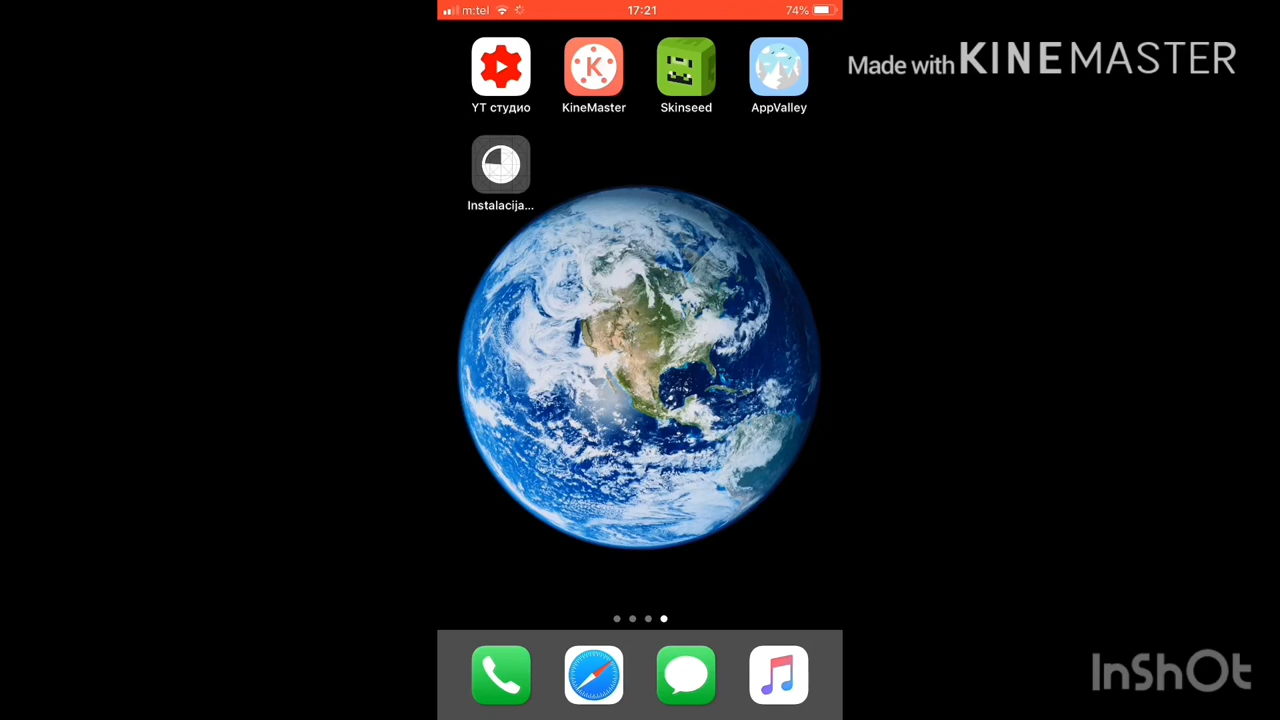 m:tel
17:21
74%
YT студио
KineMaster
Skinseed
AppValley
Instalacija...
Made with KINEMASTER
InShOt